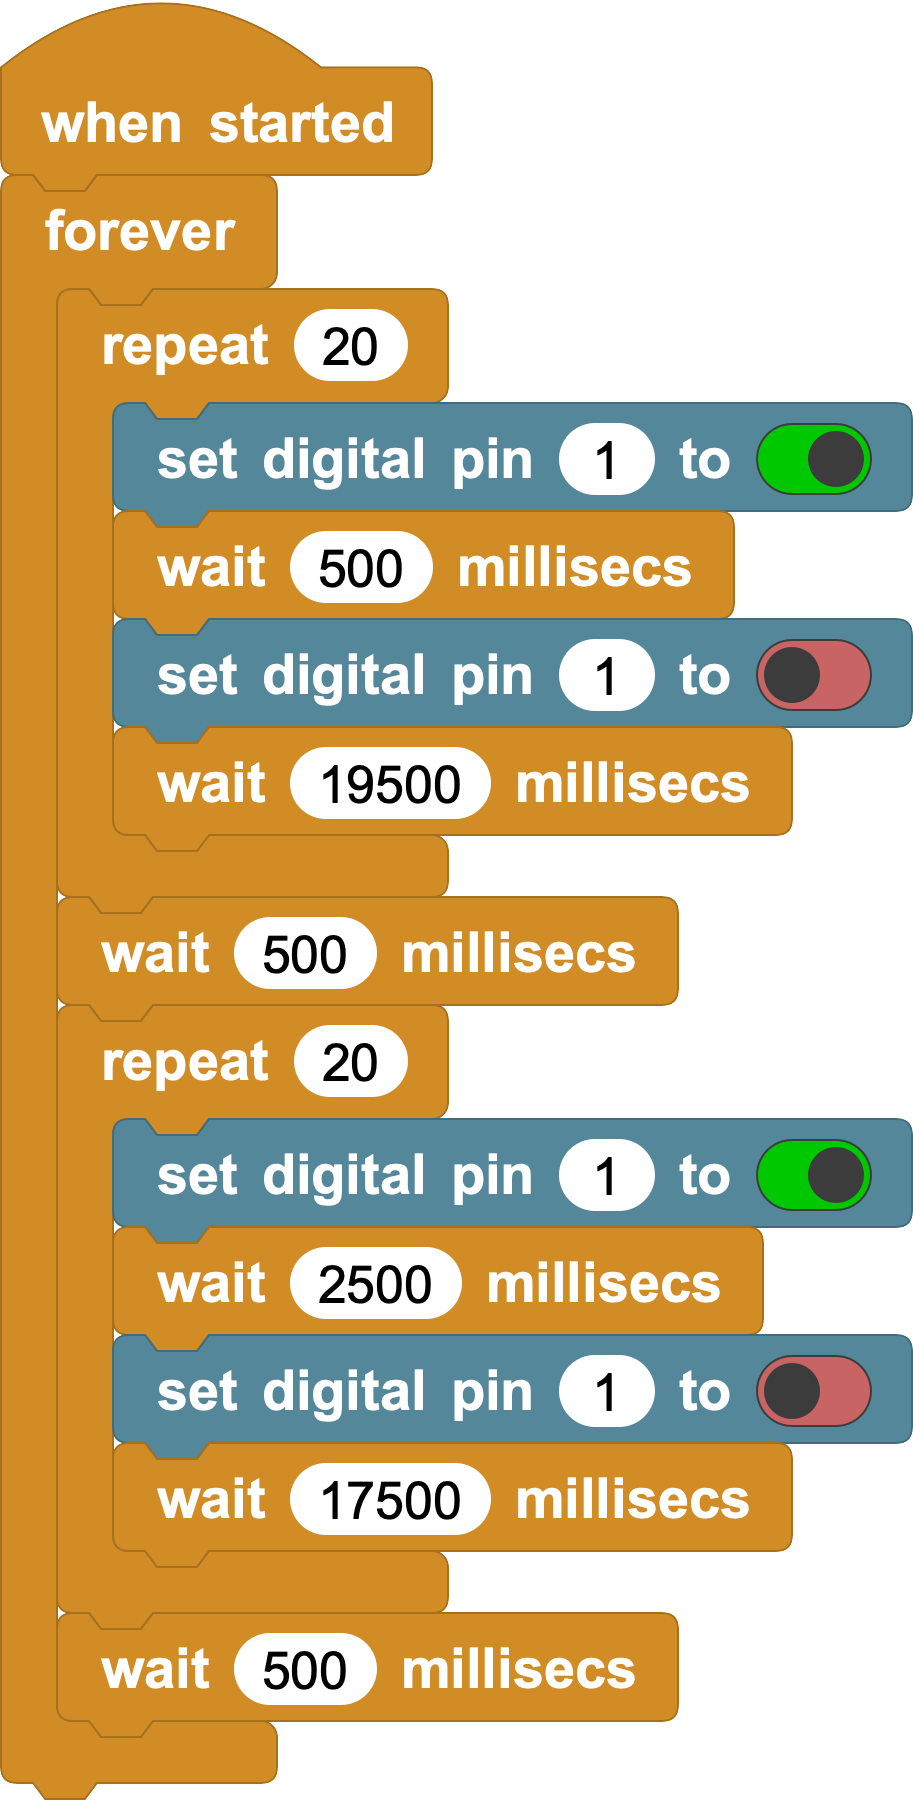 when started
forever
repeat 20
set digital pin 1 to
wait 500 millisecs
set digital pin 1 to
wait 19500 millisecs
wait 500 millisecs
repeat 20
set digital pin 1 to
wait 2500 millisecs
set digital pin 1 to
wait 17500 millisecs
wait 500 millisecs